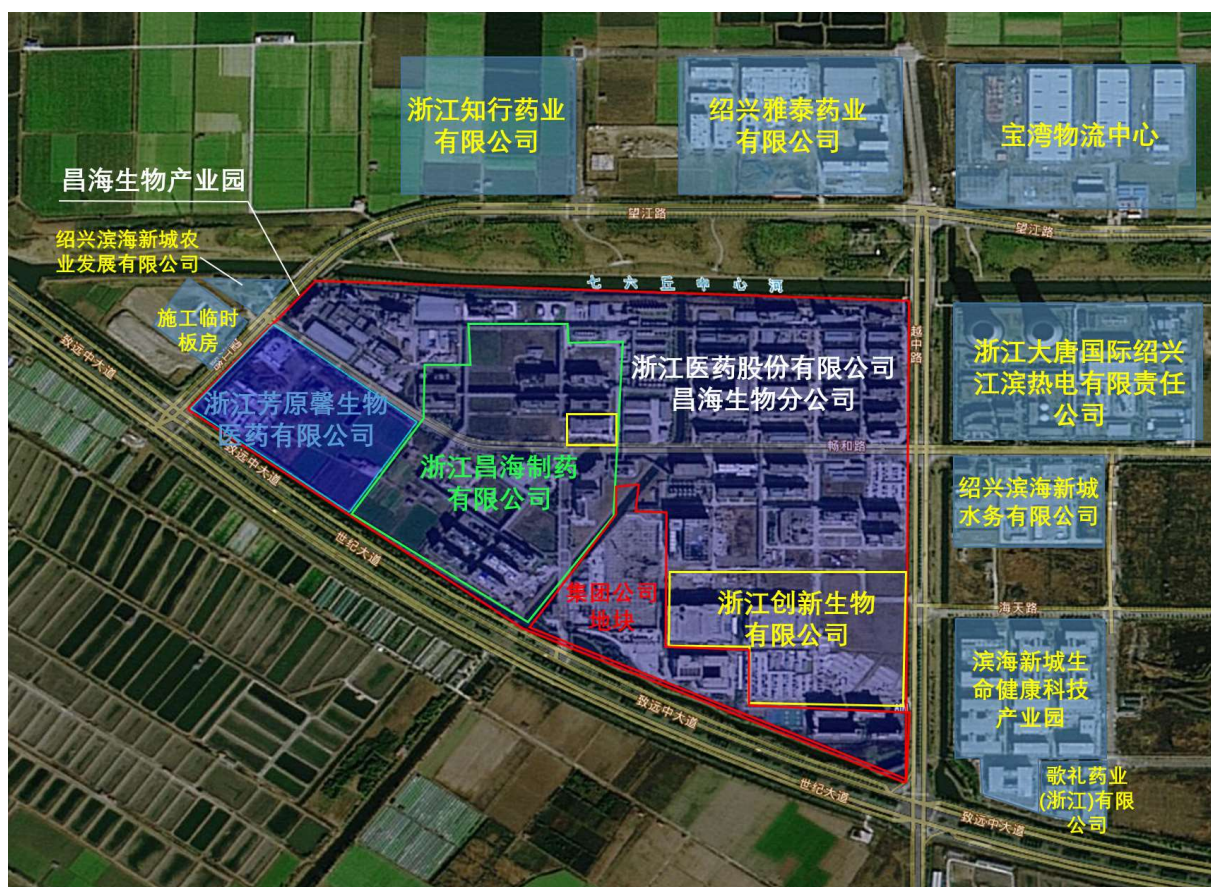 浙江知行药业
有限公司
绍兴雅泰药业
有限公司
宝湾物流中心
昌海生物产业园
望江路
望江路
绍兴滨海新城农
业发展有限公司
七六丘中心河
施工临时
板房
望江路
越中路
致远中大道
浙江医药股份有限公司
昌海生物分公司
浙江大唐国际绍兴
江滨热电有限责任
公司
浙江芳原馨生物
医药有限公司
畅和路
致远中大道
浙江昌海制药
有限公司
绍兴滨海新城
水务有限公司
世纪大道
集团公司
地块
浙江创新生物
有限公司
海天路
滨海新城生
命健康科技
产业园
致远中大道
歌礼药业
(浙江)有限
公司
世纪大道
致远中大道